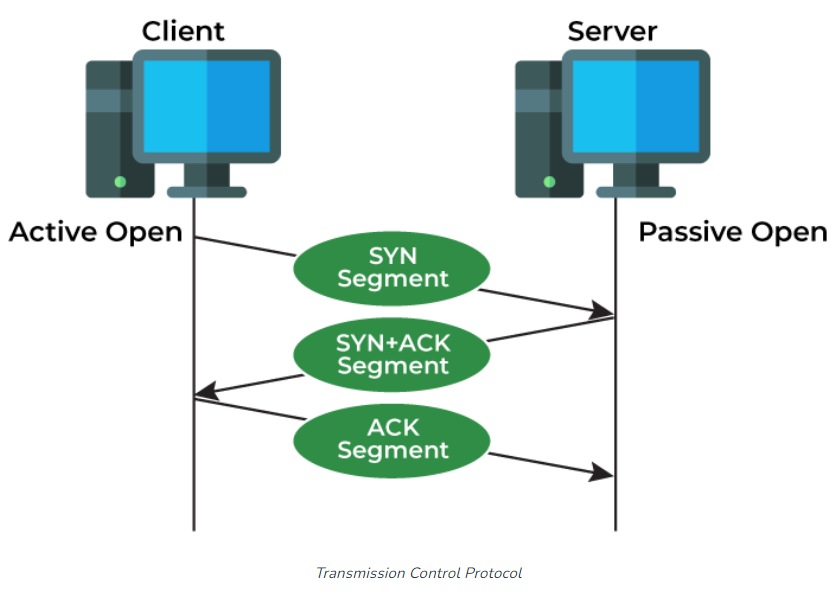 Client
Server
Active Open
Passive Open
SYN
Segment
SYN+ACK
Segment
ACK
Segment
Transmission Control Protocol